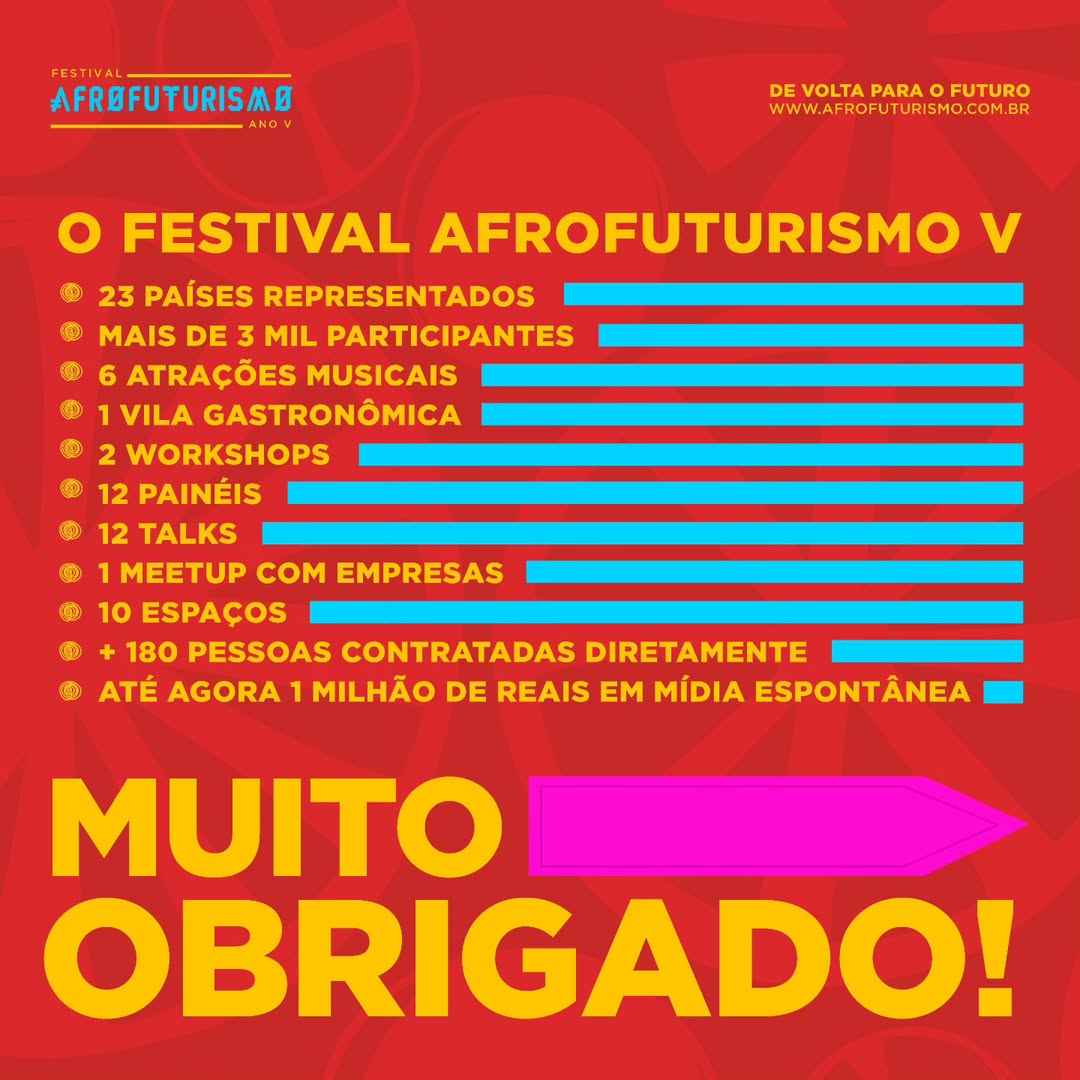 FESTIVAL
AFROFUTURISMO
ANO V
DE VOLTA PARA O FUTURO
WWW.AFROFUTURISMO.COM.BR
O FESTIVAL AFROFUTURISMO V
23 PAÍSES REPRESENTADOS
MAIS DE 3 MIL PARTICIPANTES
6 ATRAÇÕES MUSICAIS
1 VILA GASTRONÔMICA
2 WORKSHOPS
12 PAINÉIS
12 TALKS
1 MEETUP COM EMPRESAS
10 ESPAÇOS
+ 180 PESSOAS CONTRATADAS DIRETAMENTE
ATÉ AGORA 1 MILHÃO DE REAIS EM MÍDIA ESPONTÂNEA
MUITO
OBRIGADO!